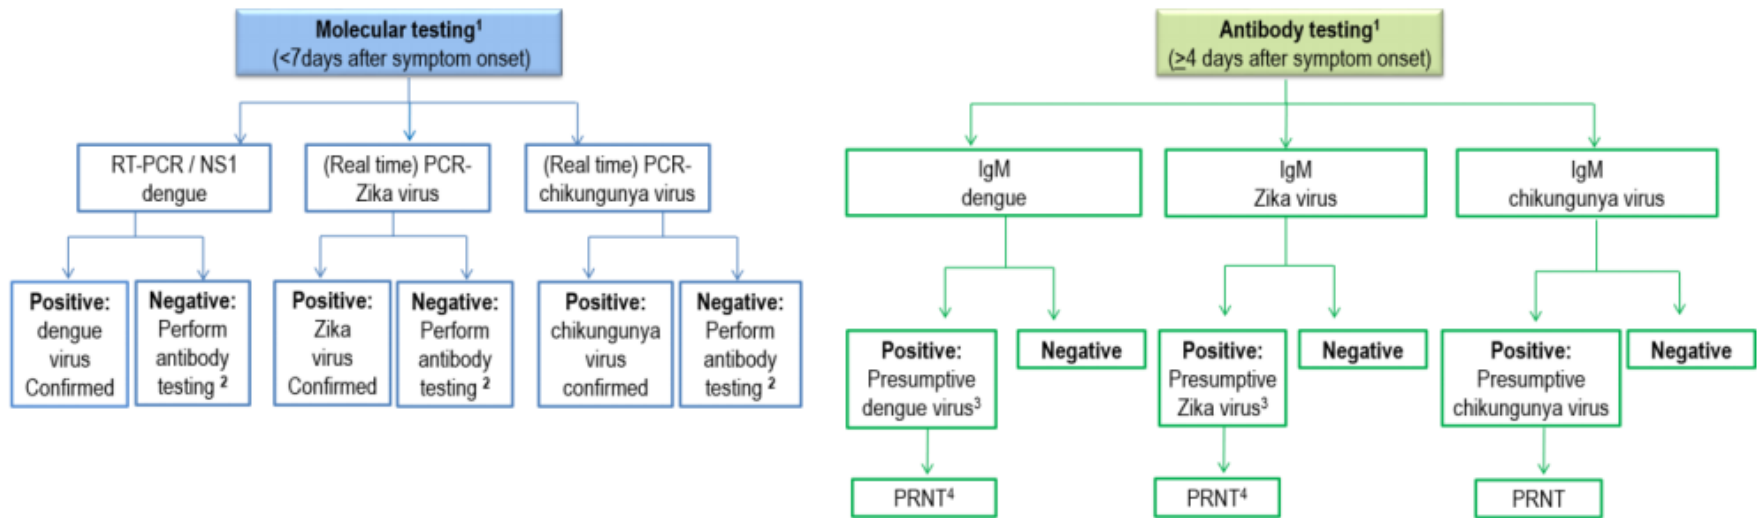 Molecular testing¹
(<7days after symptom onset)
RT-PCR / NS1
dengue
(Real time) PCR-
Zika virus
(Real time) PCR-
chikungunya virus
Positive:
dengue
virus
Confirmed
Negative:
Perform
antibody
testing ²
Positive:
Zika
virus
Confirmed
Negative:
Perform
antibody
testing ²
Positive:
chikungunya
virus
confirmed
Negative:
Perform
antibody
testing ²
Antibody testing¹
(≥4 days after symptom onset)
IgM
dengue
IgM
Zika virus
IgM
chikungunya virus
Positive:
Presumptive
dengue virus³
Negative
Positive:
Presumptive
Zika virus³
Negative
Positive:
Presumptive
chikungunya virus
Negative
PRNT⁴
PRNT⁴
PRNT